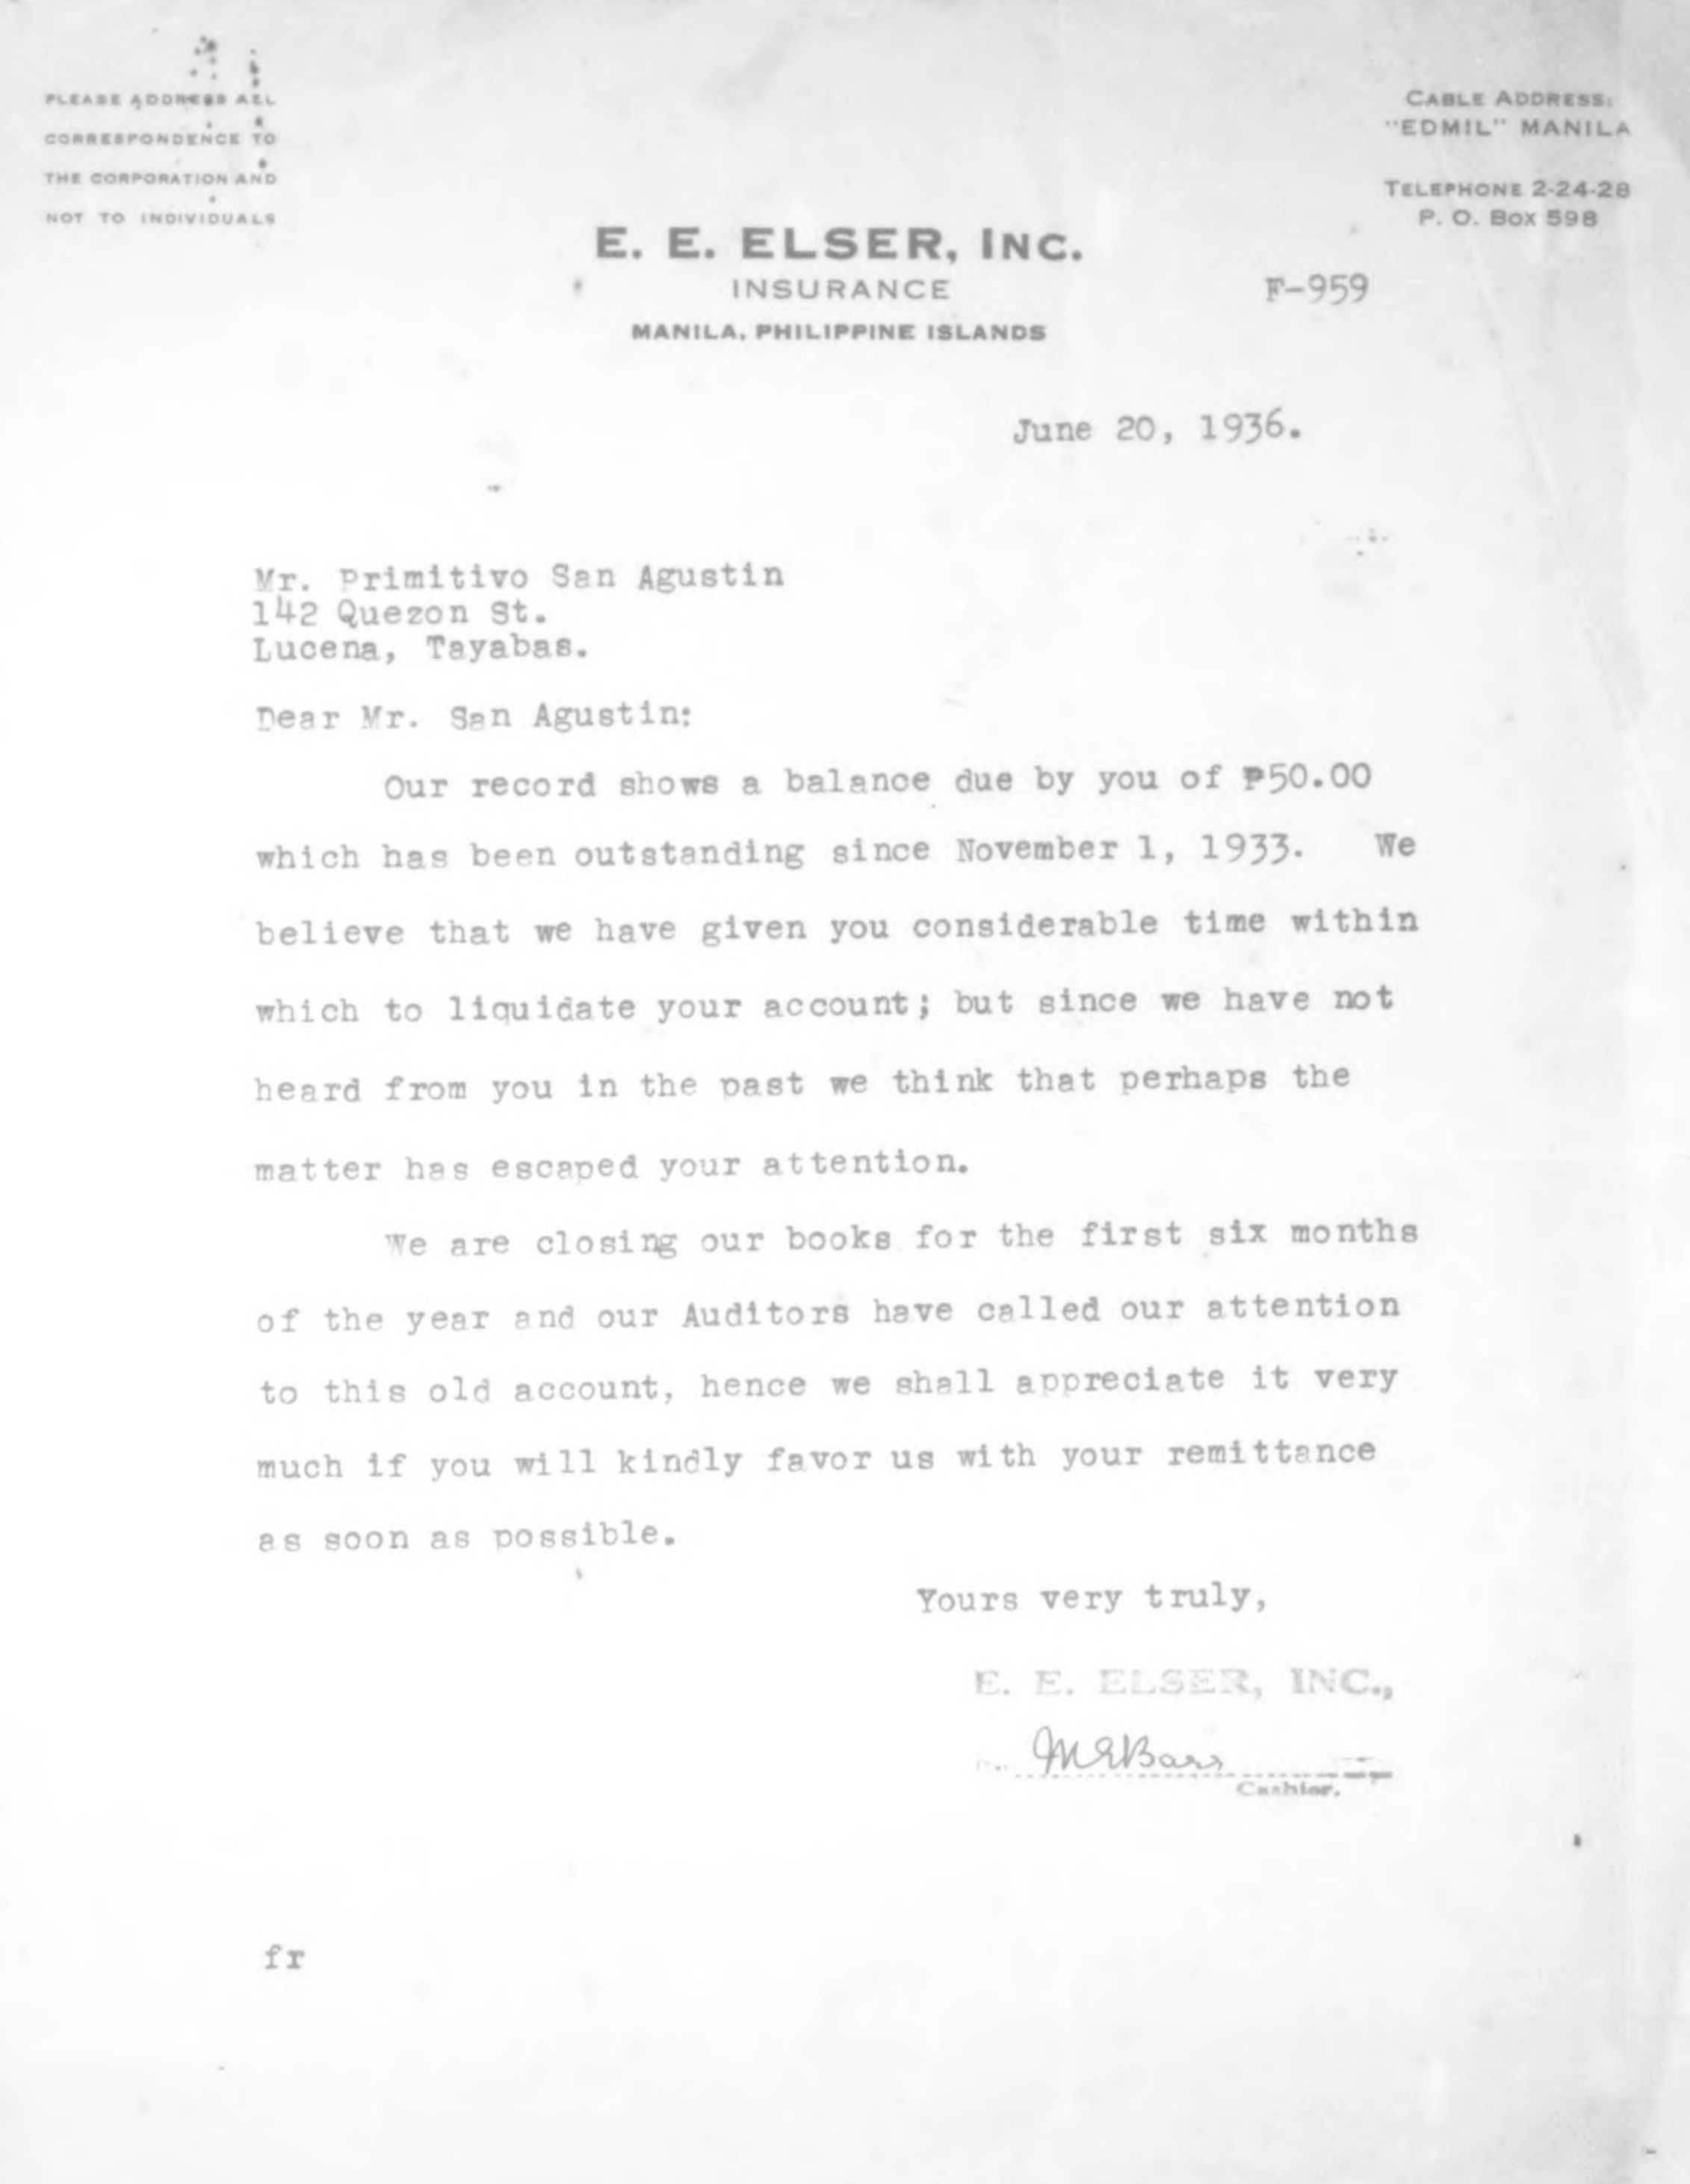 PLEASE ADDRESS ALL
CORRESPONDENCE TO
THE CORPORATION AND
NOT TO INDIVIDUALS
CABLE ADDRESS:
"EDMIL" MANILA
TELEPHONE 2-24-28
P. O. BOX 598
E. E. ELSER, INC.
INSURANCE
MANILA, PHILIPPINE ISLANDS
F-959
June 20, 1936.
Mr. Primitivo San Agustin
142 Quezon St.
Lucena, Tayabas.
Dear Mr. San Agustin:
Our record shows a balance due by you of ₱50.00
which has been outstanding since November 1, 1933. We
believe that we have given you considerable time within
which to liquidate your account; but since we have not
heard from you in the past we think that perhaps the
matter has escaped your attention.
We are closing our books for the first six months
of the year and our Auditors have called our attention
to this old account, hence we shall appreciate it very
much if you will kindly favor us with your remittance
as soon as possible.
Yours very truly,
E. E. ELSER, INC.,
Cashier.
fr